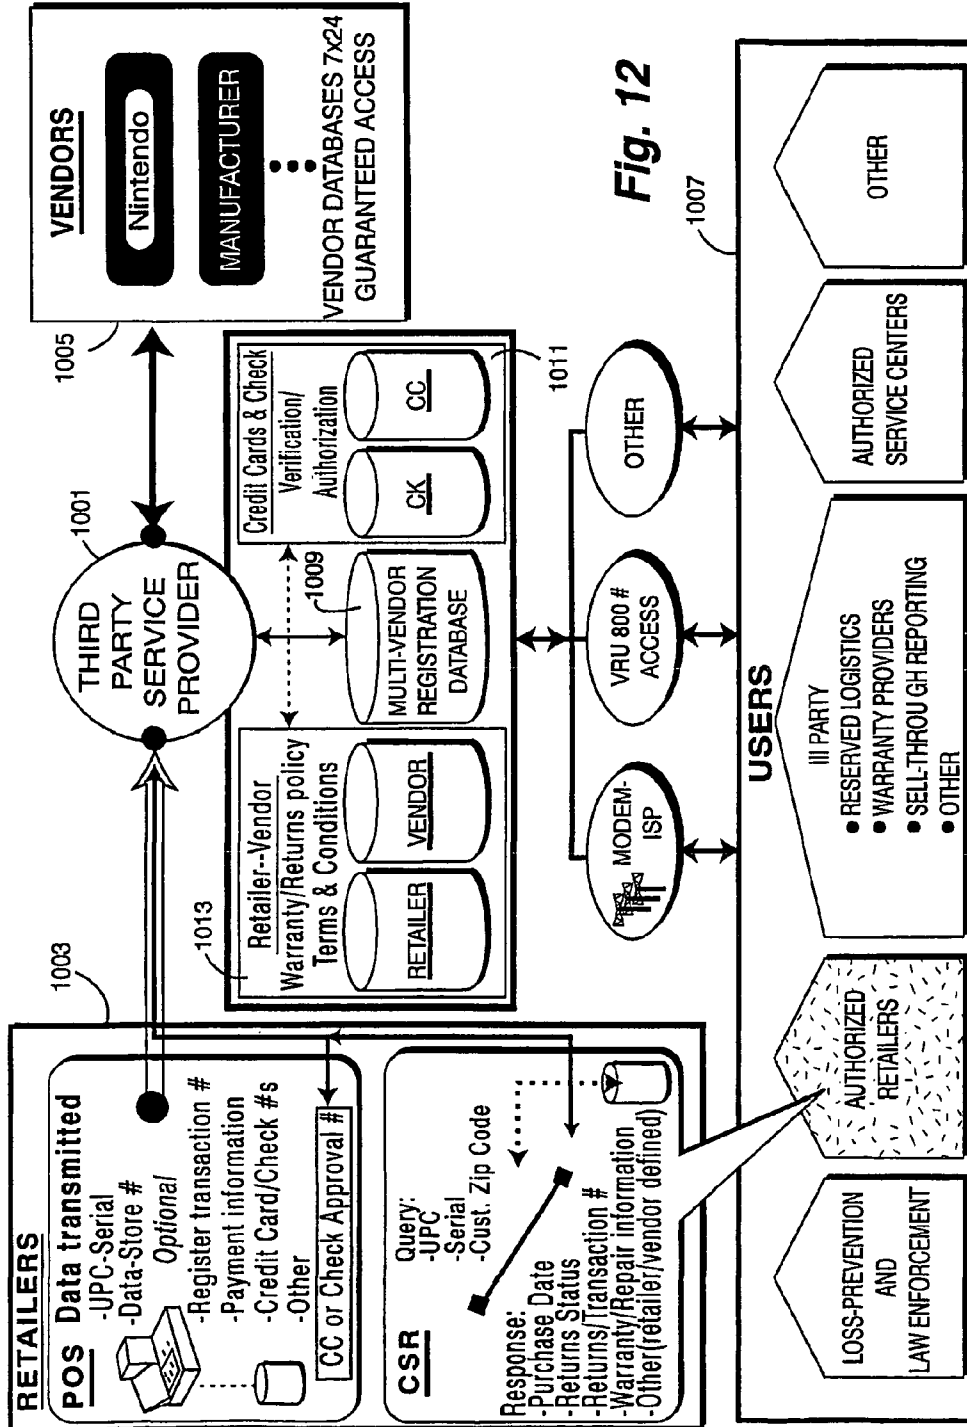 RETAILERS
POS Data transmitted
-UPC-Serial
-Data-Store #
Optional
-Register transaction #
-Payment information
-Credit Card/Check #s
-Other
CC or Check Approval #
CSR
Query:
-UPC
-Serial
-Cust. Zip Code
Response:
-Purchase Date
-Returns Status
-Returns/Transaction #
-Warranty/Repair information
-Other(retailer/vendor defined)
1003
THIRD
PARTY
SERVICE
PROVIDER
1001
1013
Retailer--Vendor
Warranty/Returns policy
Terms & Conditions
RETAILER
VENDOR
1009
MULTI-VENDOR
REGISTRATION
DATABASE
Credit Cards & Check
Verification/
Authorization
CK
CC
1011
VENDORS
Nintendo
MANUFACTURER
VENDOR DATABASES 7x24
GUARANTEED ACCESS
1005
MODEM-
ISP
VRU 800 #
ACCESS
OTHER
Fig. 12
1007
USERS
LOSS-PREVENTION
AND
LAW ENFORCEMENT
AUTHORIZED
RETAILERS
III PARTY
● RESERVED LOGISTICS
● WARRANTY PROVIDERS
● SELL-THROU GH REPORTING
● OTHER
AUTHORIZED
SERVICE CENTERS
OTHER